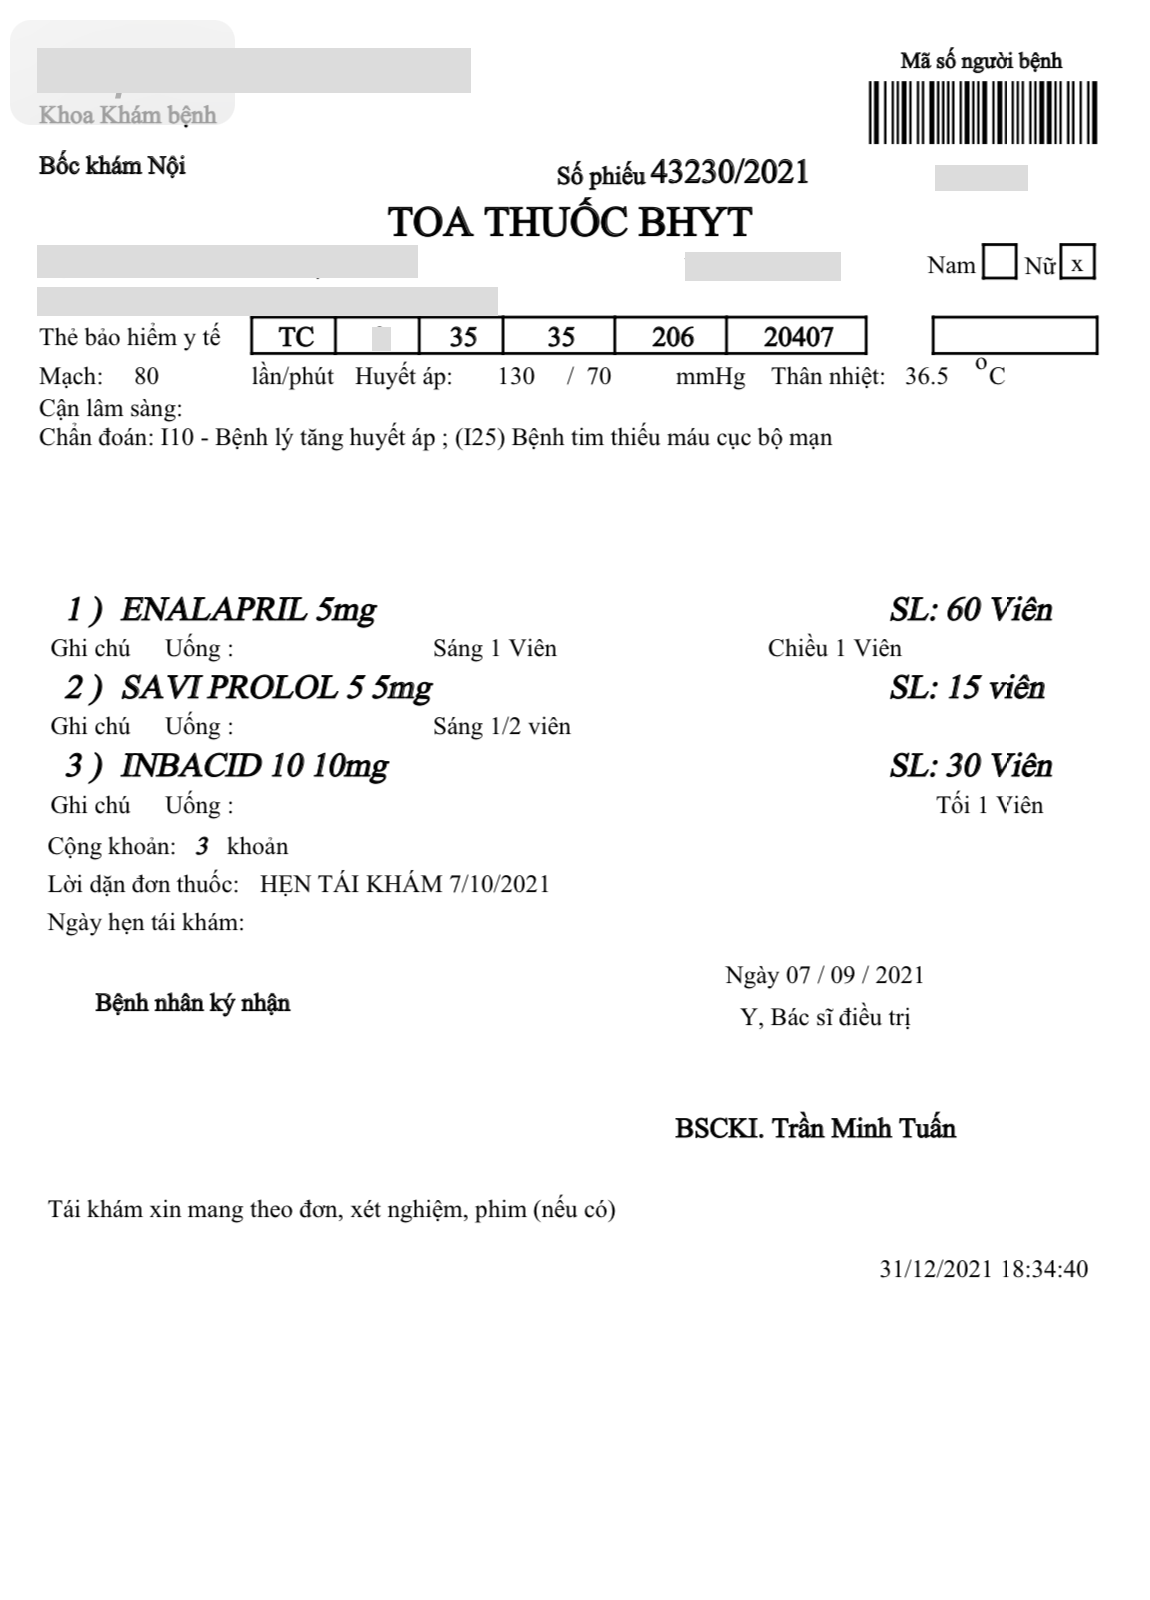 Mã số người bệnh
Khoa Khám bệnh
Bốc khám Nội
Số phiếu 43230/2021
TOA THUỐC BHYT
Nam Nữ x
Thẻ bảo hiểm y tế TC 35 35 206 20407
Mạch: 80 lần/phút Huyết áp: 130 / 70 mmHg Thân nhiệt: 36.5 °C
Cận lâm sàng:
Chẩn đoán: I10 - Bệnh lý tăng huyết áp ; (I25) Bệnh tim thiếu máu cục bộ mạn
1 ) ENALAPRIL 5mg SL: 60 Viên
Ghi chú Uống : Sáng 1 Viên Chiều 1 Viên
2 ) SAVI PROLOL 5 5mg SL: 15 viên
Ghi chú Uống : Sáng 1/2 viên
3 ) INBACID 10 10mg SL: 30 Viên
Ghi chú Uống : Tối 1 Viên
Cộng khoản: 3 khoản
Lời dặn đơn thuốc: HẸN TÁI KHÁM 7/10/2021
Ngày hẹn tái khám:
Ngày 07 / 09 / 2021
Bệnh nhân ký nhận
Y, Bác sĩ điều trị
BSCKI. Trần Minh Tuấn
Tái khám xin mang theo đơn, xét nghiệm, phim (nếu có)
31/12/2021 18:34:40